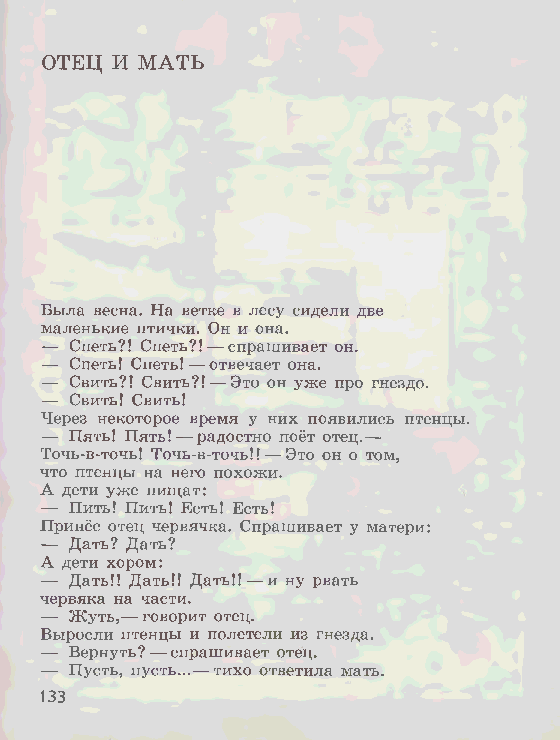 ОТЕЦ И МАТЬ
Была весна. На ветке в лесу сидели две
маленькие птички. Он и она.
— Спеть?! Спеть?! — спрашивает он.
— Спеть! Спеть! — отвечает она.
— Свить?! Свить?! — Это он уже про гнездо.
— Свить! Свить!
Через некоторое время у них появились птенцы.
— Пять! Пять! — радостно поёт отец.—
Точь-в-точь! Точь-в-точь!! — Это он о том,
что птенцы на него похожи.
А дети уже пищат:
— Пить! Пить! Есть! Есть!
Принёс отец червячка. Спрашивает у матери:
— Дать? Дать?
А дети хором:
— Дать!! Дать!! Дать!! — и ну рвать
червяка на части.
— Жуть,— говорит отец.
Выросли птенцы и полетели из гнезда.
— Вернуть? — спрашивает отец.
— Пусть, пусть...— тихо ответила мать.
133